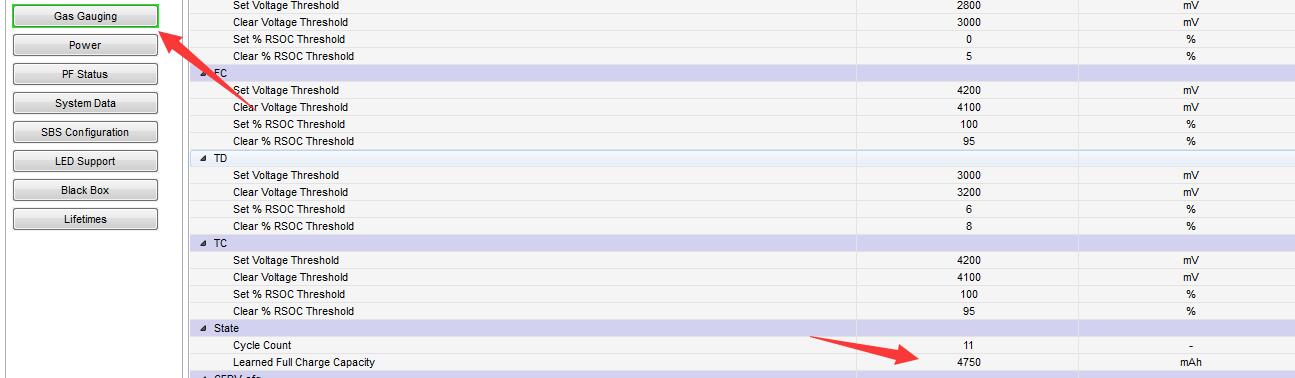 Gas Gauging
Power
PF Status
System Data
SBS Configuration
LED Support
Black Box
Lifetimes
Set Voltage Threshold 2800 mV
Clear Voltage Threshold 3000 mV
Set % RSOC Threshold 0 %
Clear % RSOC Threshold 5 %
FC
Set Voltage Threshold 4200 mV
Clear Voltage Threshold 4100 mV
Set % RSOC Threshold 100 %
Clear % RSOC Threshold 95 %
TD
Set Voltage Threshold 3000 mV
Clear Voltage Threshold 3200 mV
Set % RSOC Threshold 6 %
Clear % RSOC Threshold 8 %
TC
Set Voltage Threshold 4200 mV
Clear Voltage Threshold 4100 mV
Set % RSOC Threshold 100 %
Clear % RSOC Threshold 95 %
State
Cycle Count 11 -
Learned Full Charge Capacity 4750 mAh